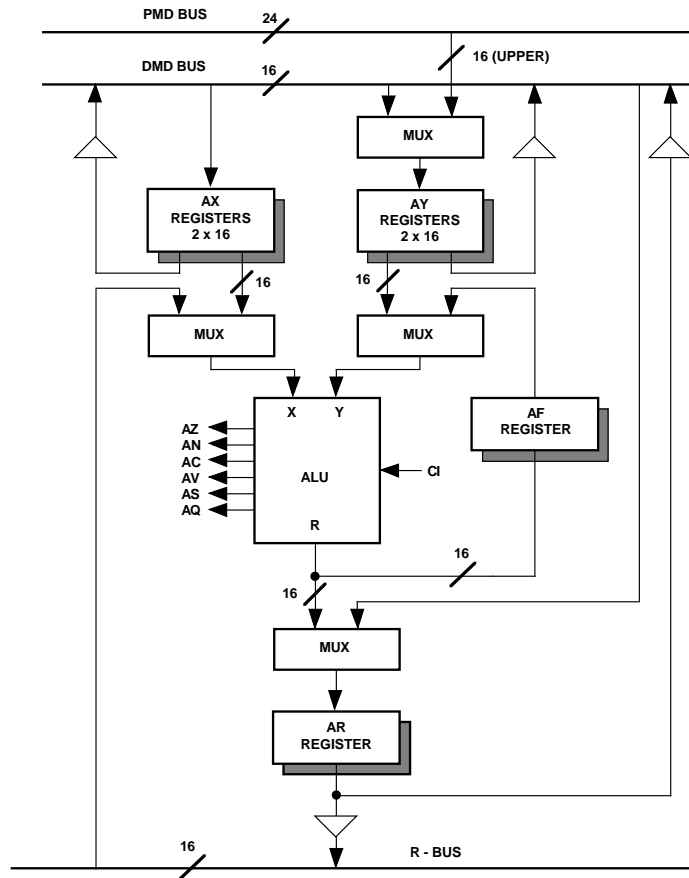 PMD BUS
24
16 (UPPER)
DMD BUS
16
MUX
AX
REGISTERS
2 x 16
AY
REGISTERS
2 x 16
16
16
MUX
MUX
X
Y
AF
REGISTER
AZ
AN
AC
AV
AS
AQ
ALU
CI
R
16
16
MUX
AR
REGISTER
16
R - BUS